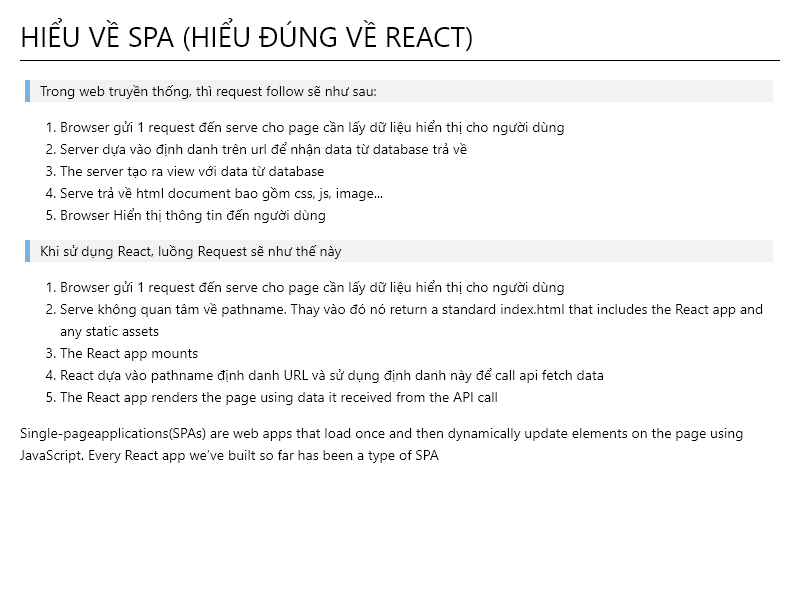 HIỂU VỀ SPA (HIỂU ĐÚNG VỀ REACT)
Trong web truyền thống, thì request follow sẽ như sau:
1. Browser gửi 1 request đến serve cho page cần lấy dữ liệu hiển thị cho người dùng
2. Server dựa vào định danh trên url để nhận data từ database trả về
3. The server tạo ra view với data từ database
4. Serve trả về html document bao gồm css, js, image...
5. Browser Hiển thị thông tin đến người dùng
Khi sử dụng React, luồng Request sẽ như thế này
1. Browser gửi 1 request đến serve cho page cần lấy dữ liệu hiển thị cho người dùng
2. Serve không quan tâm về pathname. Thay vào đó nó return a standard index.html that includes the React app and
any static assets
3. The React app mounts
4. React dựa vào pathname định danh URL và sử dụng định danh này để call api fetch data
5. The React app renders the page using data it received from the API call
Single-pageapplications(SPAs) are web apps that load once and then dynamically update elements on the page using
JavaScript. Every React app we've built so far has been a type of SPA